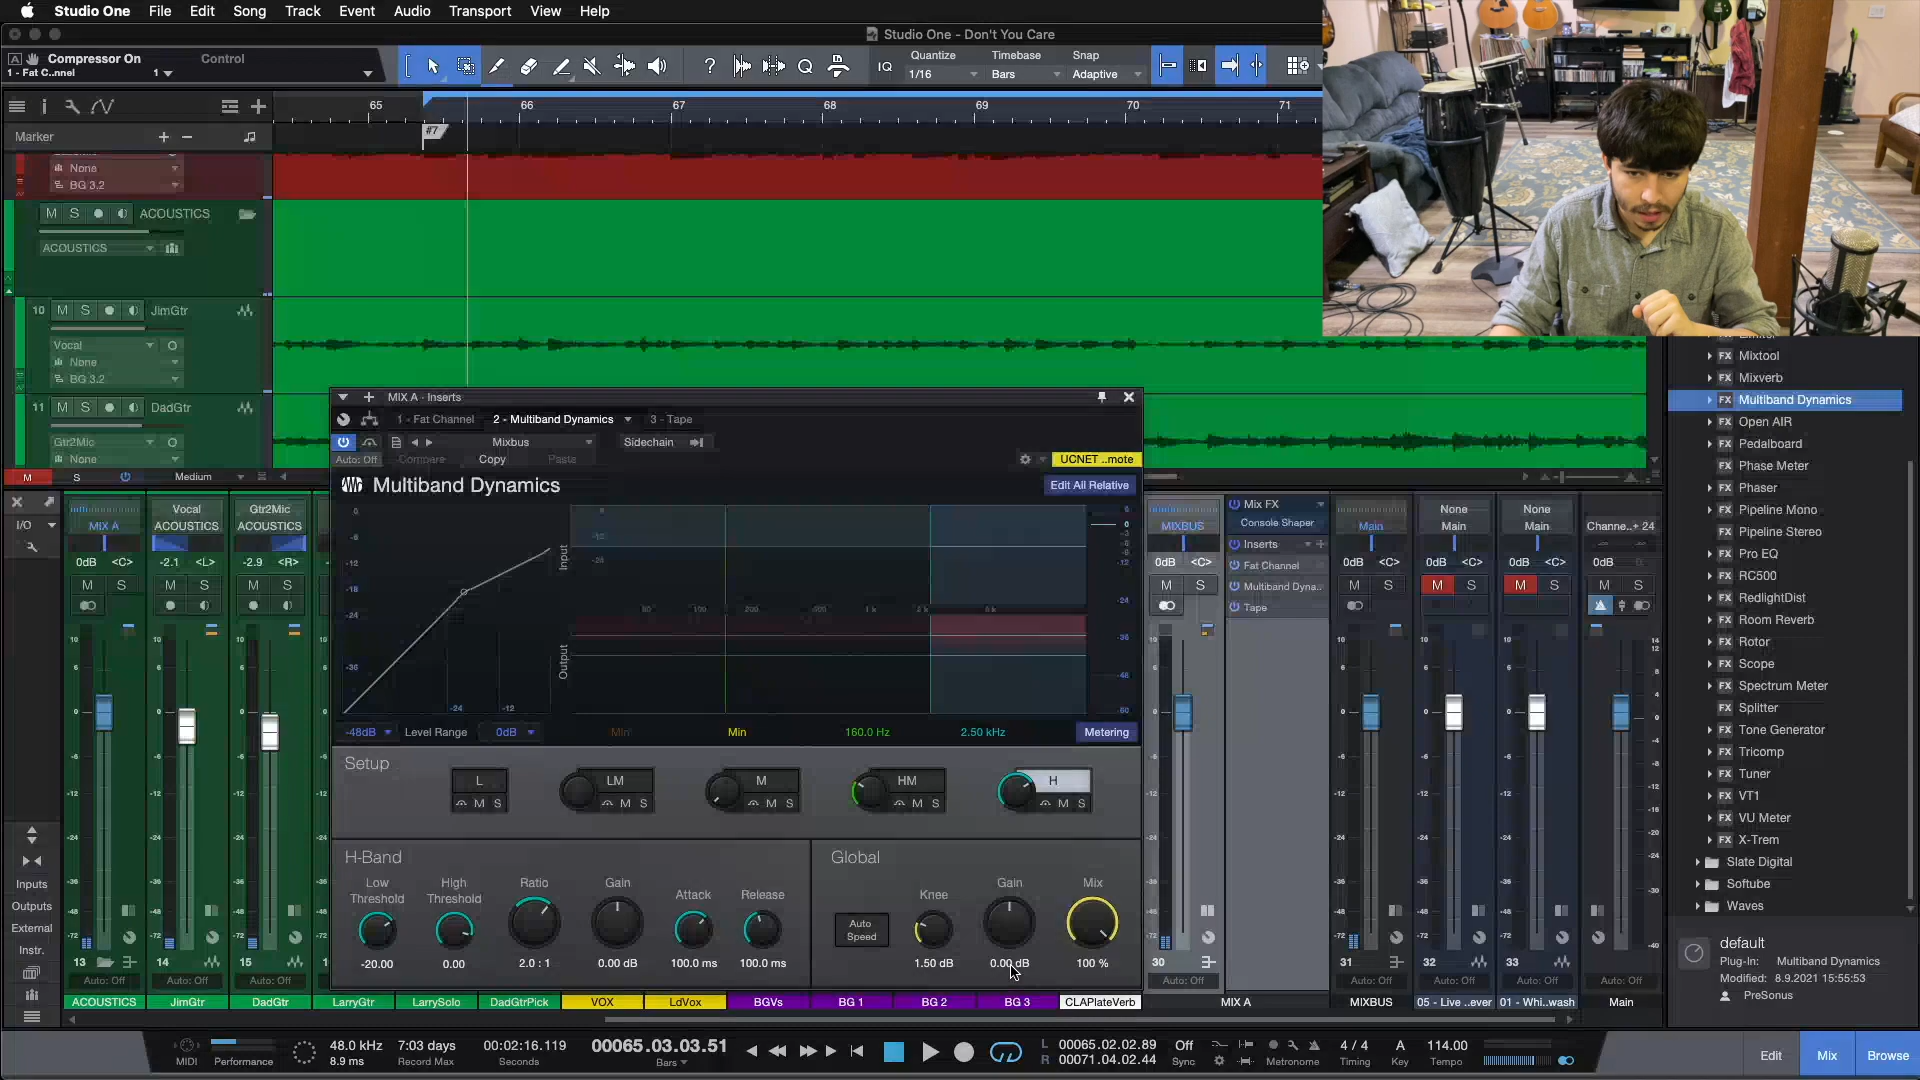 Studio One File Edit Song Track Event Audio Transport View Help
Studio One - Don't You Care
Compressor On Control
1 - Fat C..nnel 1
IQ
Quantize Timebase Snap
1/16 Bars Adaptive
65 66 67 68 69 70 71
Marker
#7
None
BG 3.2
M S ACOUSTICS
ACOUSTICS
10 M S JimGtr
Vocal
None
BG 3.2
11 M S DadGtr
Gtr2Mic
None
M S Medium
MIX A - Inserts
1 - Fat Channel 2 - Multiband Dynamics 3 - Tape
Mixbus Sidechain
Auto: Off Compare Copy Paste
UCNET ..mote
Multiband Dynamics
Edit All Relative
Input
Output
-48dB Level Range 0dB Min Min 160.0 Hz 2.50 kHz Metering
Setup
L LM M HM H
M S M S M S M S M S
H-Band Global
Low Threshold High Threshold Ratio Gain Attack Release
Auto Speed Knee Gain Mix
-20.00 0.00 2.0 : 1 0.00 dB 100.0 ms 100.0 ms 1.50 dB 0.00 dB 100 %
I/O
Inputs
Outputs
External
Instr.
MIX A
Vocal
ACOUSTICS
Gtr2Mic
ACOUSTICS
0dB <C> -2.1 <L> -2.9 <R>
M S M S M S
13 14 15
Auto: Off Auto: Off Auto: Off
ACOUSTICS JimGtr DadGtr LarryGtr LarrySolo DadGtrPick VOX LdVox BGVs BG 1 BG 2 BG 3 CLAPlateVerb MIX A MIXBUS 05 - Live ..ever 01 - Whi..wash Main
MIXBUS
0dB <C>
M S
30
Auto: Off
Mix FX
Console Shaper
Inserts
Fat Channel
Multiband Dyna..
Tape
Main
None
Main
None
Main
Channe..+ 24
0dB <C> 0dB <C> 0dB <C> 0dB
M S M S M S M S
31 32 33
Auto: Off Auto: Off Auto: Off Auto: Off
FX Mixtool
FX Mixverb
FX Multiband Dynamics
FX Open AIR
FX Pedalboard
FX Phase Meter
FX Phaser
FX Pipeline Mono
FX Pipeline Stereo
FX Pro EQ
FX RC500
FX RedlightDist
FX Room Reverb
FX Rotor
FX Scope
FX Spectrum Meter
FX Splitter
FX Tone Generator
FX Tricomp
FX Tuner
FX VT1
FX VU Meter
FX X-Trem
Slate Digital
Softube
Waves
default
Plug-In: Multiband Dynamics
Modified: 8.9.2021 15:55:53
PreSonus
MIDI Performance
48.0 kHz
8.9 ms
7:03 days
Record Max
00:02:16.119
Seconds
00065.03.03.51
Bars
L 00065.02.02.89
R 00071.04.02.44
Off
Sync
Metronome
4 / 4
Timing
A
Key
114.00
Tempo
Edit Mix Browse